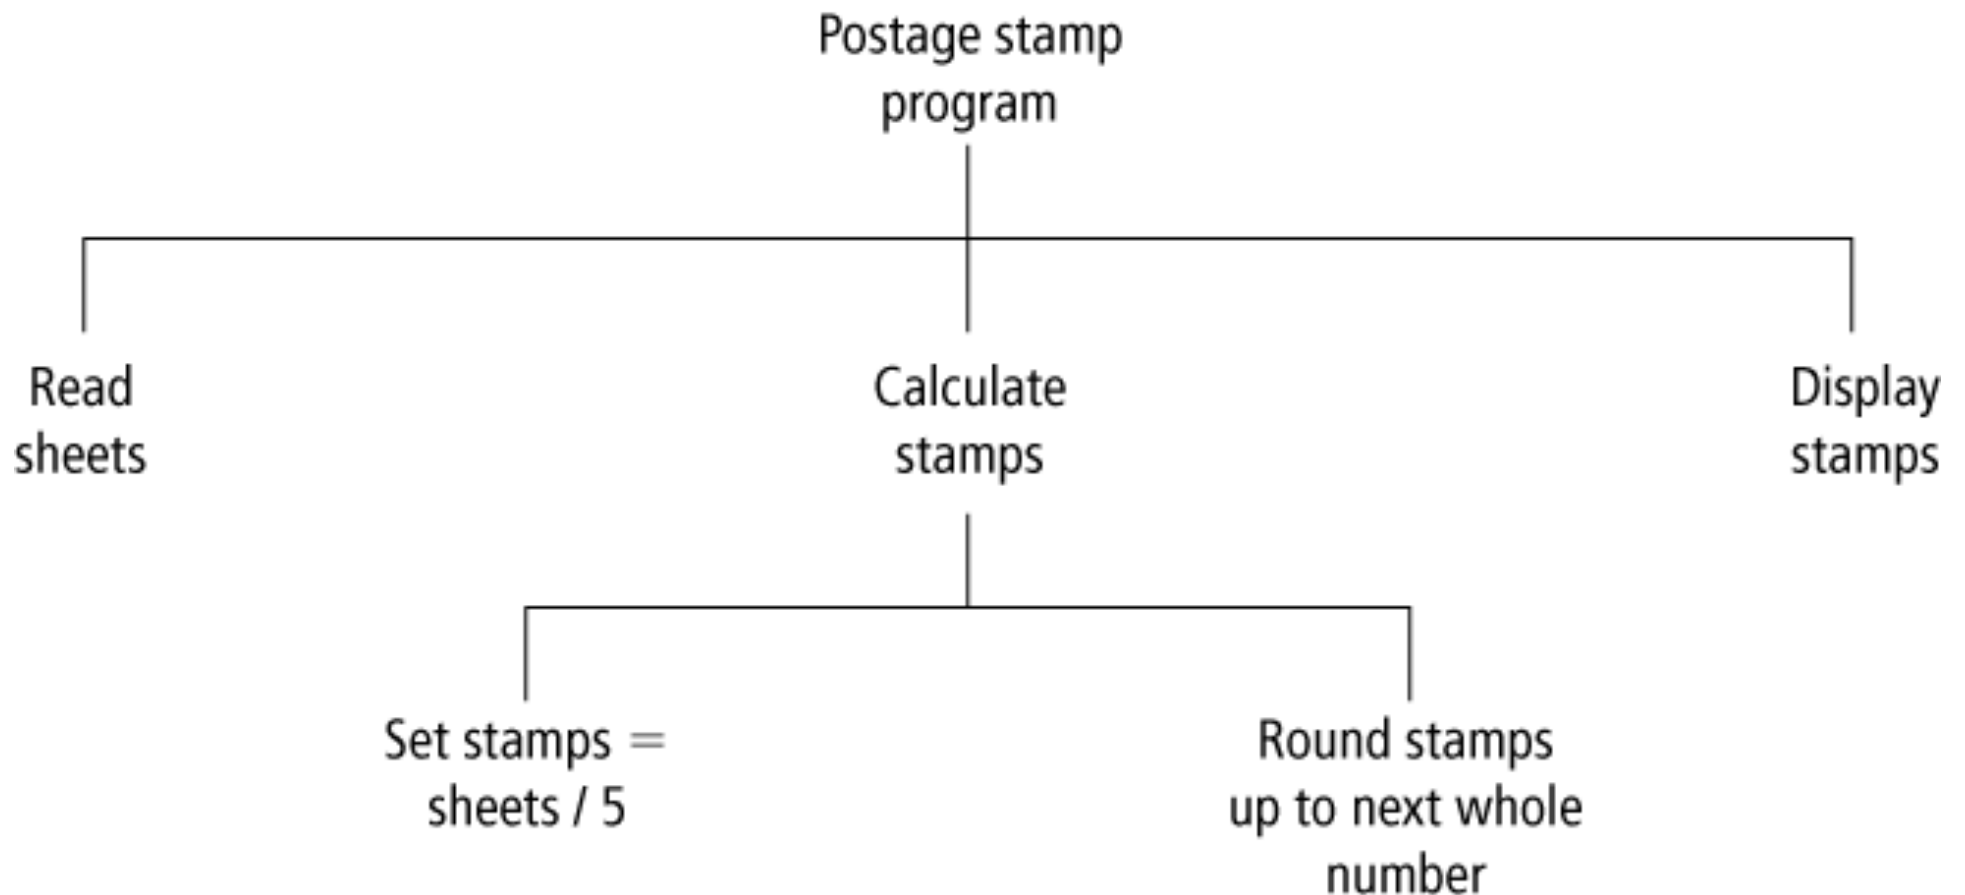 Postage stamp
program
Read
sheets
Calculate
stamps
Display
stamps
Set stamps =
sheets / 5
Round stamps
up to next whole
number